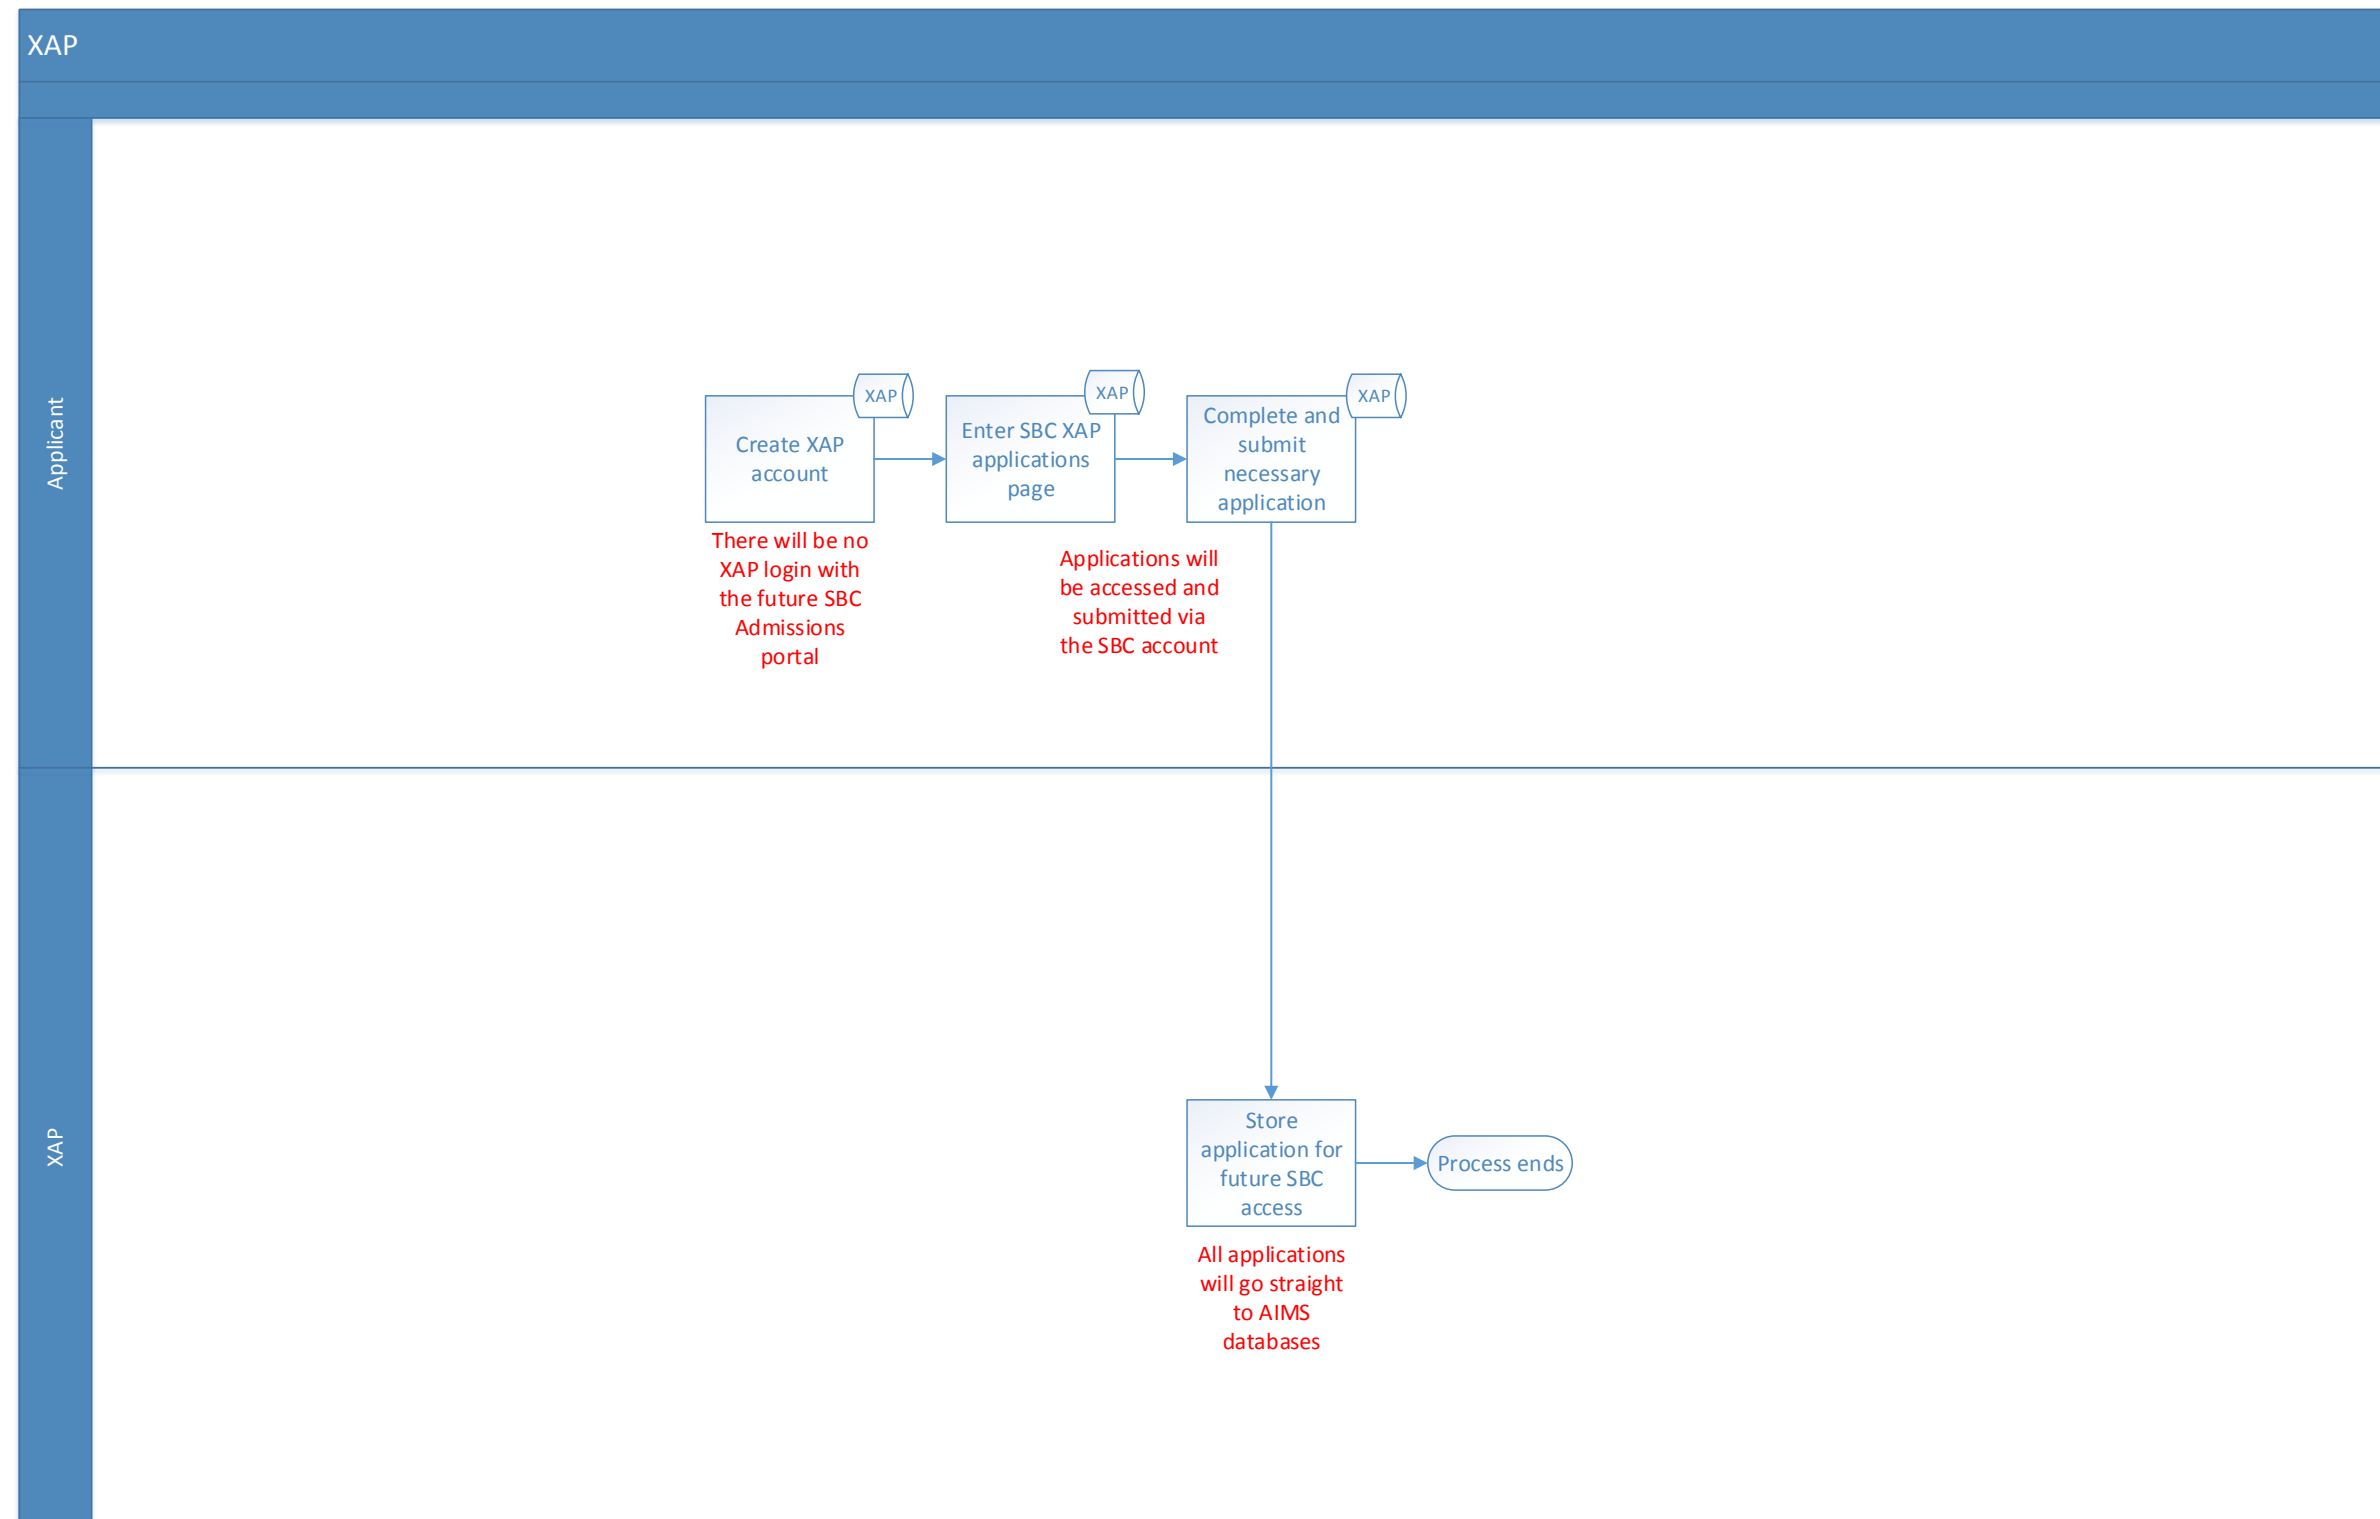 XAP
Applicant
XAP
Create XAP
account
XAP
Enter SBC XAP
applications
page
XAP
Complete and
submit
necessary
application
There will be no
XAP login with
the future SBC
Admissions
portal
Applications will
be accessed and
submitted via
the SBC account
XAP
Store
application for
future SBC
access
Process ends
All applications
will go straight
to AIMS
databases